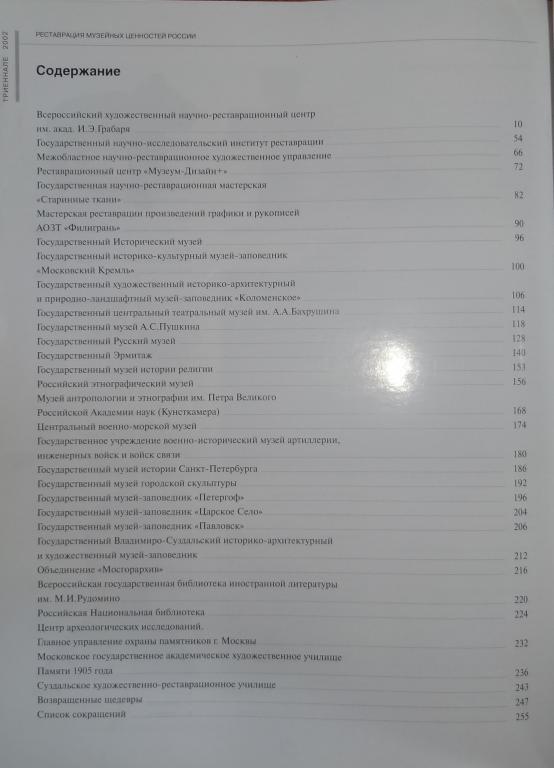 ТРИЕННАЛЕ 2002
РЕСТАВРАЦИЯ МУЗЕЙНЫХ ЦЕННОСТЕЙ РОССИИ
Содержание
Всероссийский художественный научно-реставрационный центр
им. акад. И.Э.Грабаря 10
Государственный научно-исследовательский институт реставрации 54
Межобластное научно-реставрационное художественное управление 66
Реставрационный центр «Музеум-Дизайн+» 72
Государственная научно-реставрационная мастерская
«Старинные ткани» 82
Мастерская реставрации произведений графики и рукописей
АОЗТ «Филигрань» 90
Государственный Исторический музей 96
Государственный историко-культурный музей-заповедник
«Московский Кремль» 100
Государственный художественный историко-архитектурный
и природно-ландшафтный музей-заповедник «Коломенское» 106
Государственный центральный театральный музей им. А.А.Бахрушина 114
Государственный музей А.С.Пушкина 118
Государственный Русский музей 128
Государственный Эрмитаж 140
Государственный музей истории религии 153
Российский этнографический музей 156
Музей антропологии и этнографии им. Петра Великого
Российской Академии наук (Кунсткамера) 168
Центральный военно-морской музей 174
Государственное учреждение военно-исторический музей артиллерии,
инженерных войск и войск связи 180
Государственный музей истории Санкт-Петербурга 186
Государственный музей городской скульптуры 192
Государственный музей-заповедник «Петергоф» 196
Государственный музей-заповедник «Царское Село» 204
Государственный музей-заповедник «Павловск» 206
Государственный Владимиро-Суздальский историко-архитектурный
и художественный музей-заповедник 212
Объединение «Мосгорархив» 216
Всероссийская государственная библиотека иностранной литературы
им. М.И.Рудомино 220
Российская Национальная библиотека 224
Центр археологических исследований.
Главное управление охраны памятников г. Москвы 232
Московское государственное академическое художественное училище
Памяти 1905 года 236
Суздальское художественно-реставрационное училище 243
Возвращенные шедевры 247
Список сокращений 255